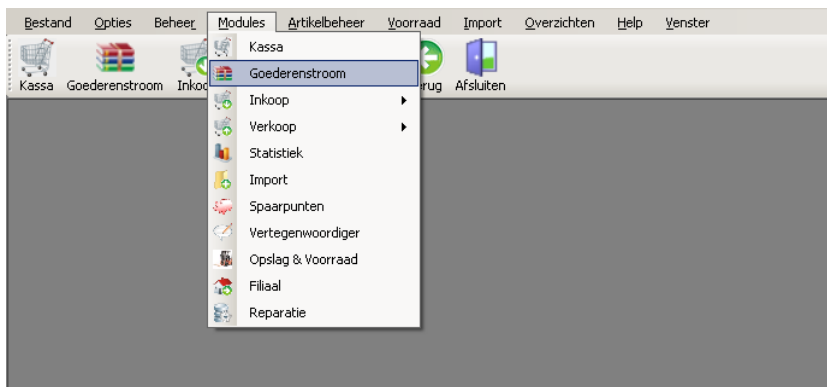 Bestand Opties Beheer Modules Artikelbeheer Voorraad Import Overzichten Help Venster
Kassa Goederenstroom Afsluiten
Kassa
Goederenstroom
Inkoop
Verkoop
Statistiek
Import
Spaarpunten
Vertegenwoordiger
Opslag & Voorraad
Filiaal
Reparatie